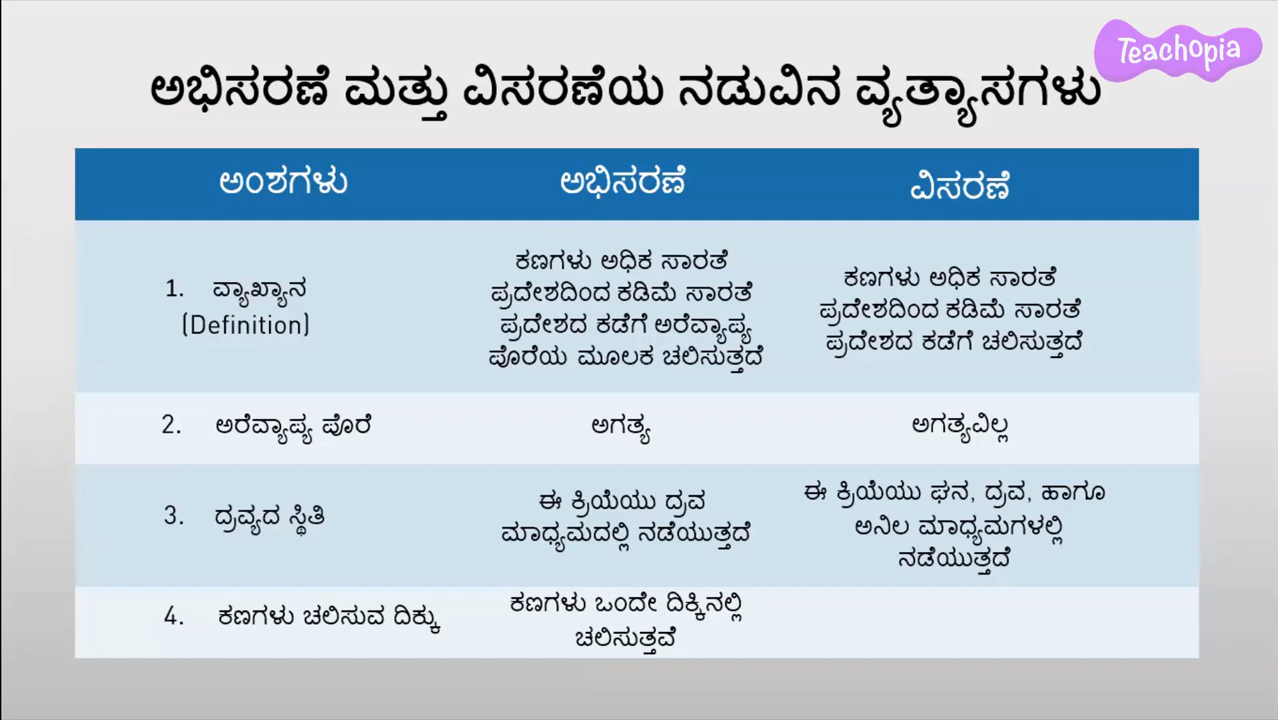 Teachopia
ಅಭಿಸರಣೆ ಮತ್ತು ವಿಸರಣೆಯ ನಡುವಿನ ವ್ಯತ್ಯಾಸಗಳು
ಅಂಶಗಳು
ಅಭಿಸರಣೆ
ವಿಸರಣೆ
1. ವ್ಯಾಖ್ಯಾನ
(Definition)
ಕಣಗಳು ಅಧಿಕ ಸಾರತೆ
ಪ್ರದೇಶದಿಂದ ಕಡಿಮೆ ಸಾರತೆ
ಪ್ರದೇಶದ ಕಡೆಗೆ ಅರೆವ್ಯಾಪ್ಯ
ಪೊರೆಯ ಮೂಲಕ ಚಲಿಸುತ್ತದೆ
ಕಣಗಳು ಅಧಿಕ ಸಾರತೆ
ಪ್ರದೇಶದಿಂದ ಕಡಿಮೆ ಸಾರತೆ
ಪ್ರದೇಶದ ಕಡೆಗೆ ಚಲಿಸುತ್ತದೆ
2. ಅರೆವ್ಯಾಪ್ಯ ಪೊರೆ
ಅಗತ್ಯ
ಅಗತ್ಯವಿಲ್ಲ
3. ದ್ರವ್ಯದ ಸ್ಥಿತಿ
ಈ ಕ್ರಿಯೆಯು ದ್ರವ
ಮಾಧ್ಯಮದಲ್ಲಿ ನಡೆಯುತ್ತದೆ
ಈ ಕ್ರಿಯೆಯು ಘನ, ದ್ರವ, ಹಾಗೂ
ಅನಿಲ ಮಾಧ್ಯಮಗಳಲ್ಲಿ
ನಡೆಯುತ್ತದೆ
4. ಕಣಗಳು ಚಲಿಸುವ ದಿಕ್ಕು
ಕಣಗಳು ಒಂದೇ ದಿಕ್ಕಿನಲ್ಲಿ
ಚಲಿಸುತ್ತವೆ